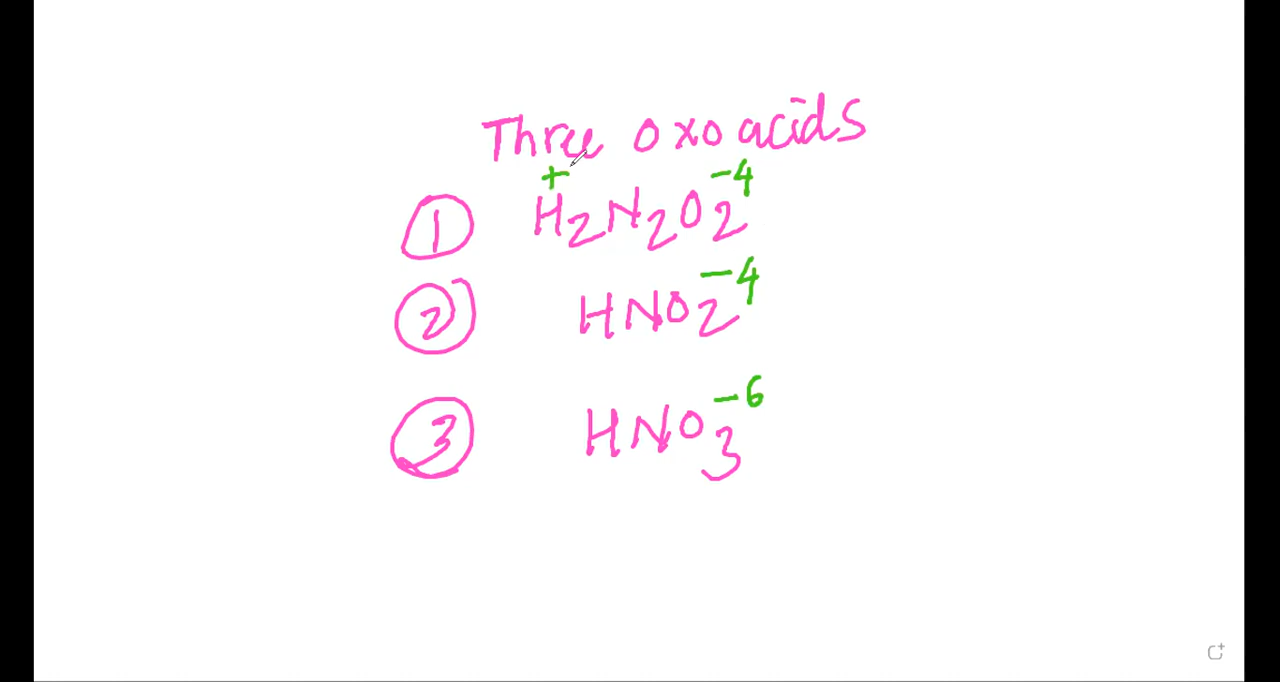 Three oxo acids
+ -4
① H2N2O2
-4
② HNO2
-6
③ HNO3